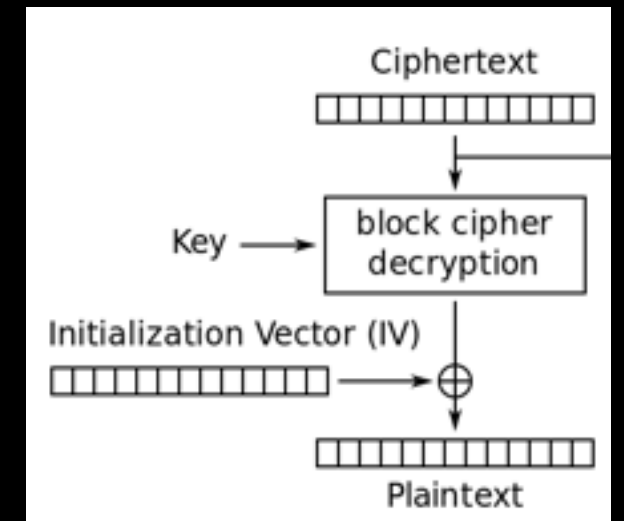 Ciphertext
Key
block cipher
decryption
Initialization Vector (IV)
Plaintext